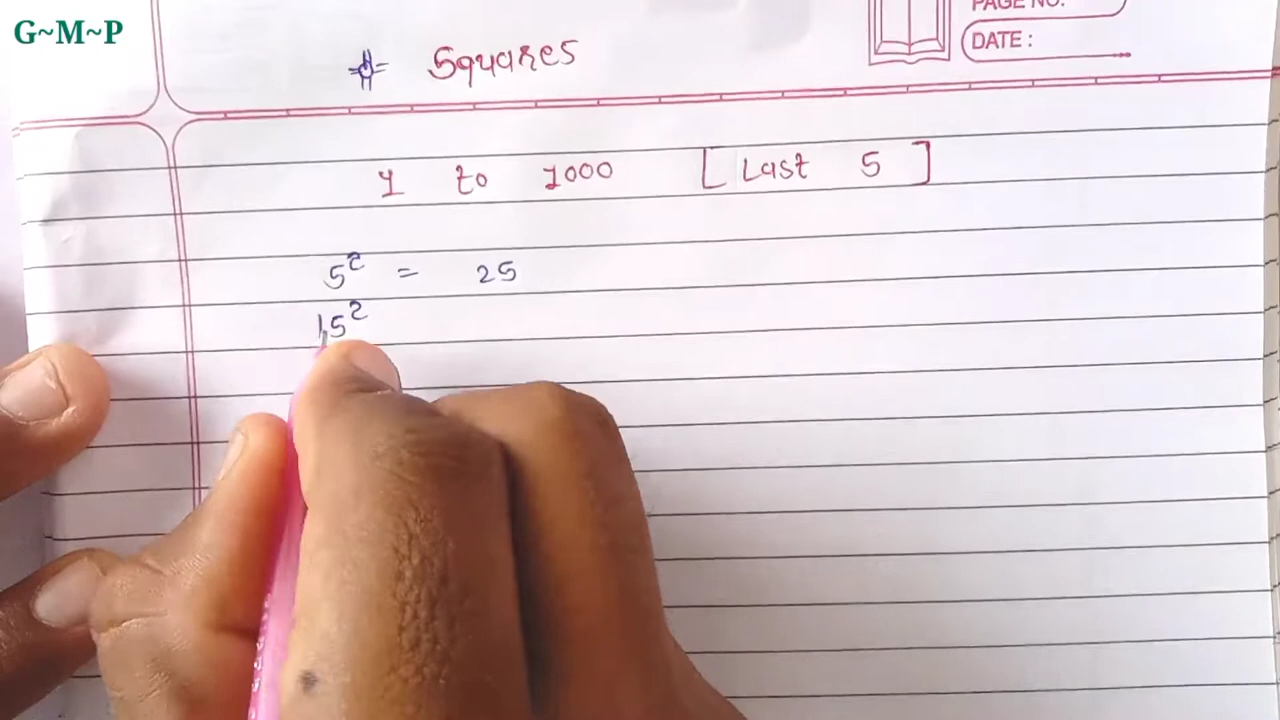 G~M~P
PAGE NO.
DATE :
Squares
1 to 1000 [ Last 5 ]
5² = 25
15²